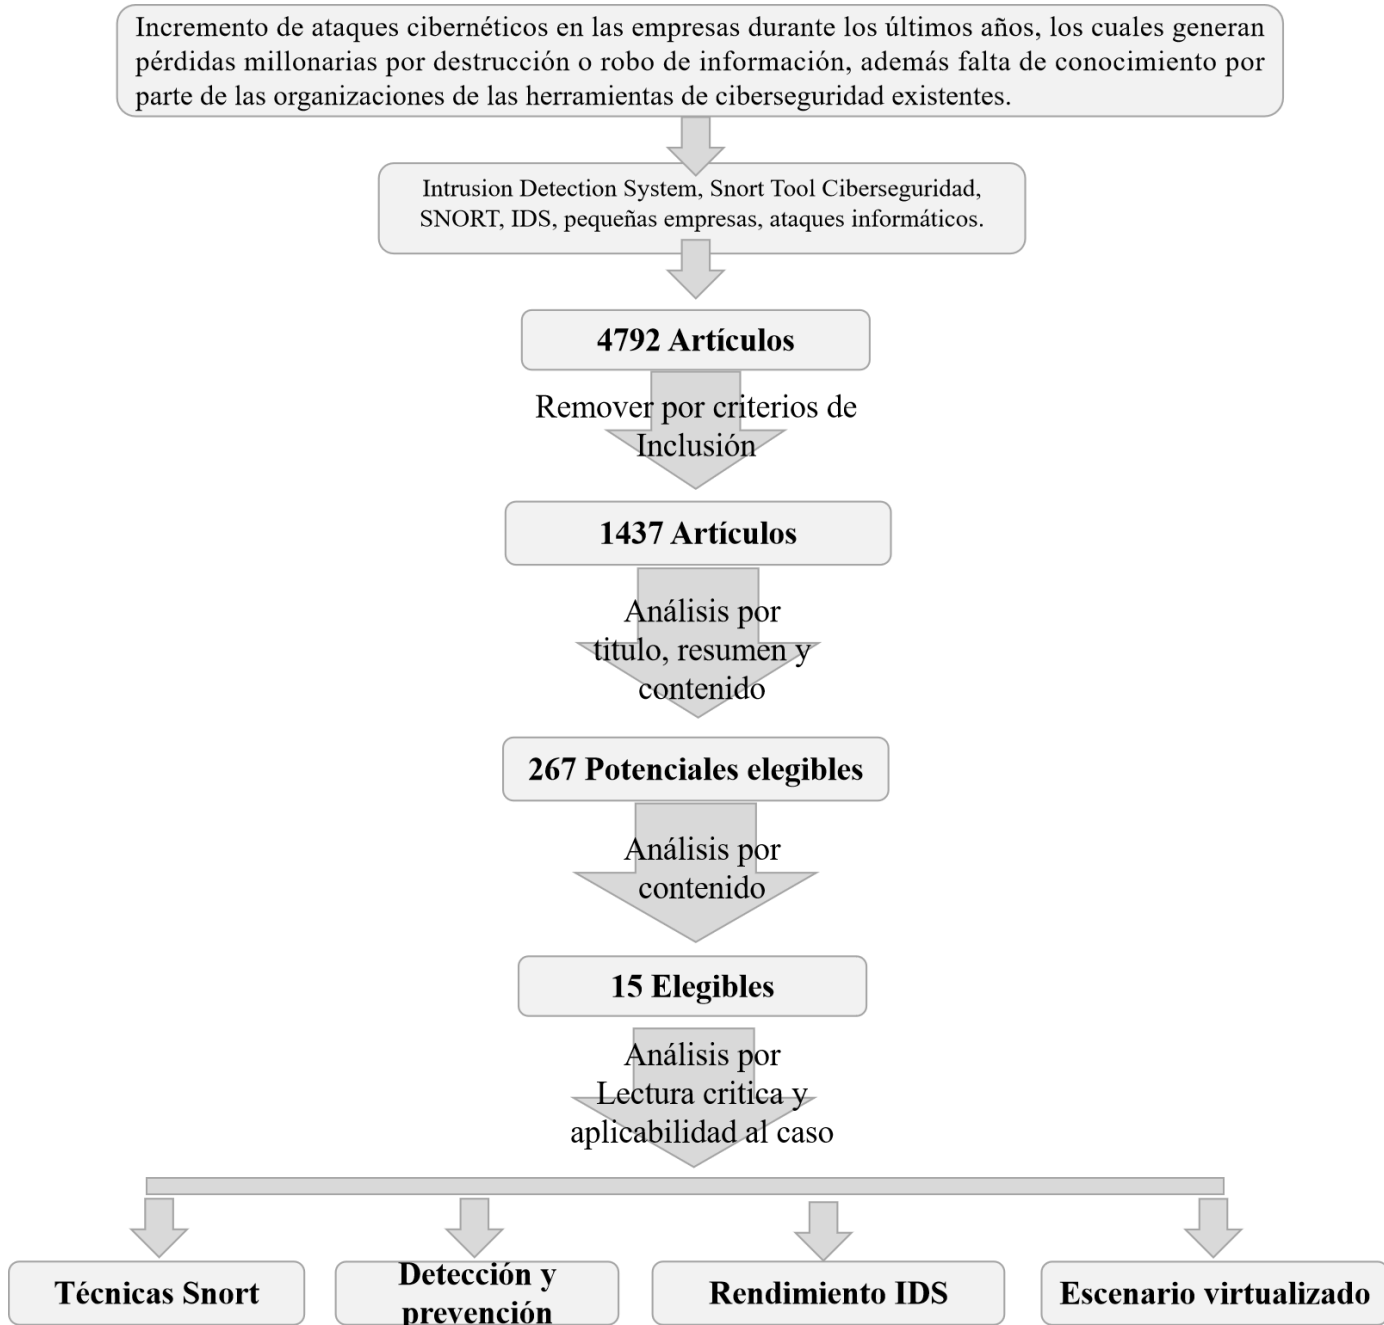 Incremento de ataques cibernéticos en las empresas durante los últimos años, los cuales generan
pérdidas millonarias por destrucción o robo de información, además falta de conocimiento por
parte de las organizaciones de las herramientas de ciberseguridad existentes.
Intrusion Detection System, Snort Tool Ciberseguridad,
SNORT, IDS, pequeñas empresas, ataques informáticos.
4792 Artículos
Remover por criterios de
Inclusión
1437 Artículos
Análisis por
titulo, resumen y
contenido
267 Potenciales elegibles
Análisis por
contenido
15 Elegibles
Análisis por
Lectura critica y
aplicabilidad al caso
Técnicas Snort
Detección y
prevención
Rendimiento IDS
Escenario virtualizado